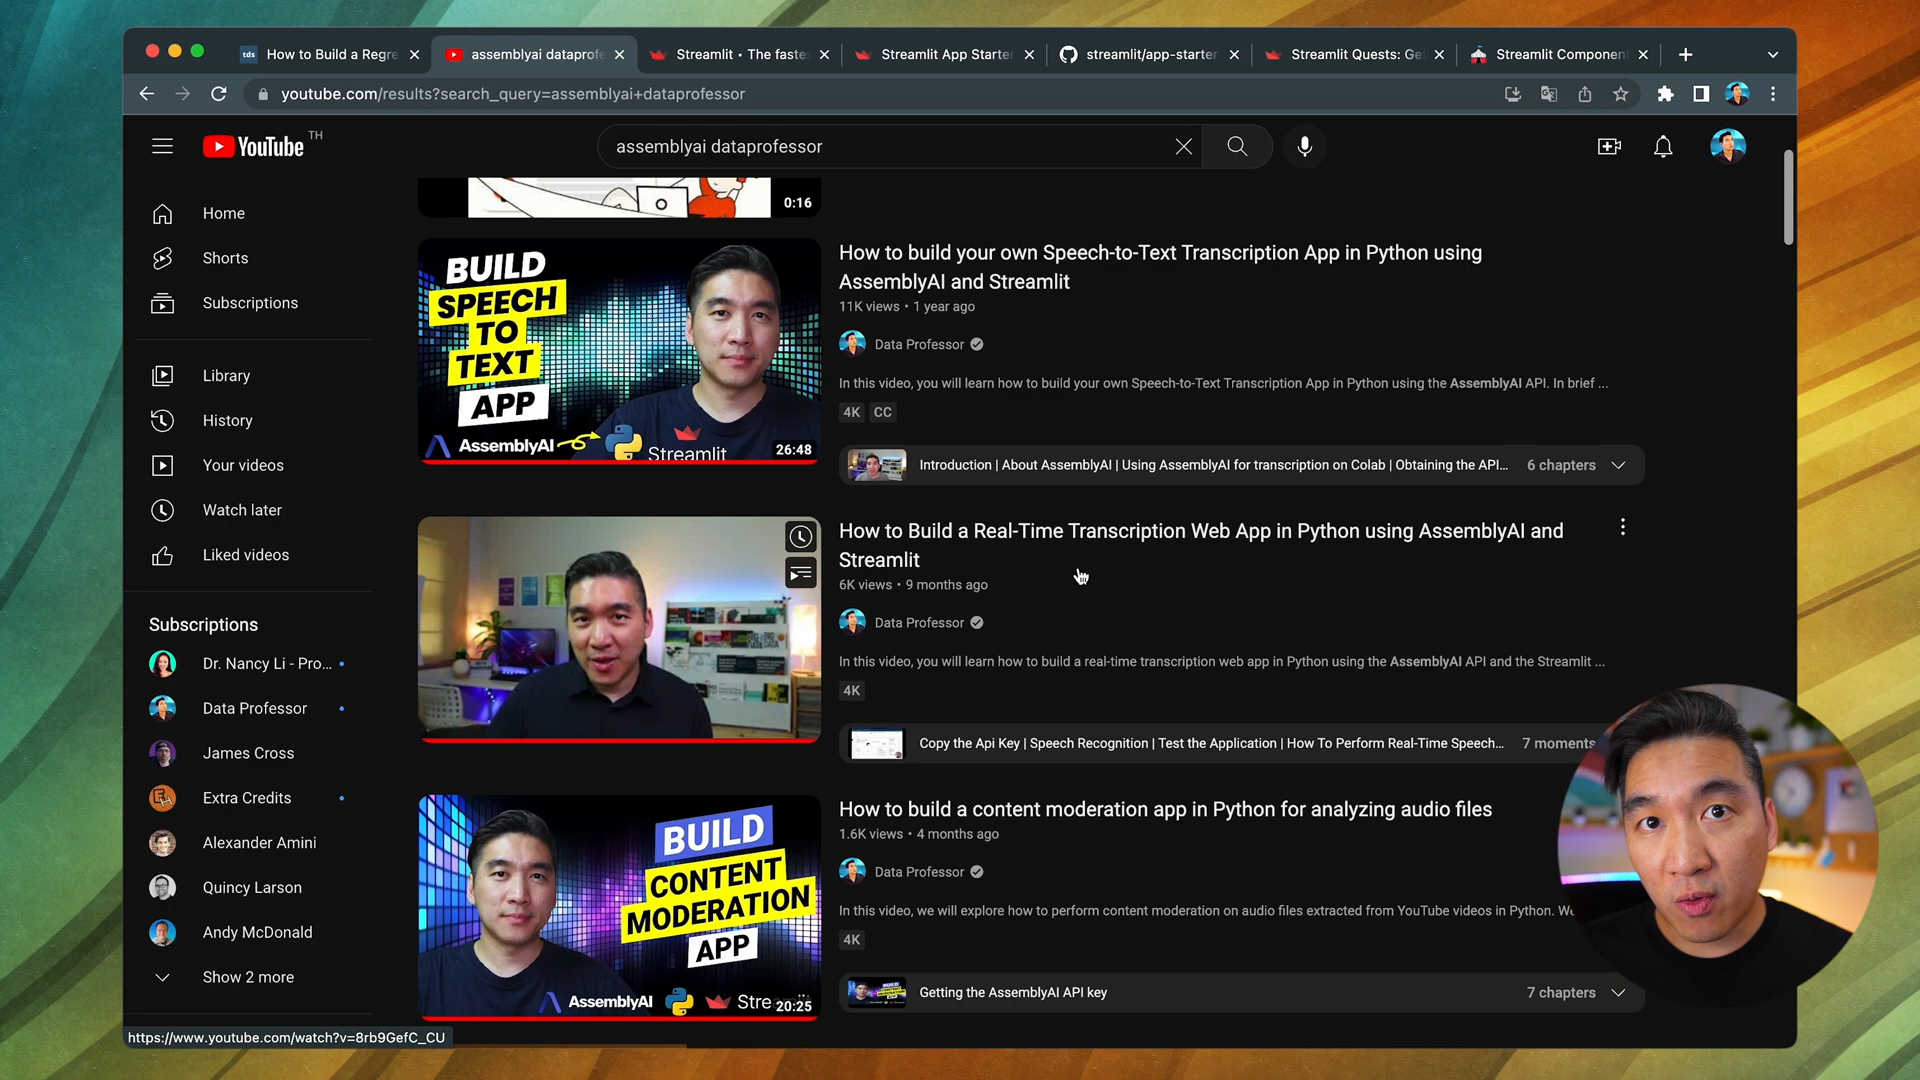 tds How to Build a Regre
assemblyai dataprofe
Streamlit • The faste
Streamlit App Starter
streamlit/app-starter
Streamlit Quests: Ge
Streamlit Componen
youtube.com/results?search_query=assemblyai+dataprofessor
YouTube TH
assemblyai dataprofessor
Home
Shorts
Subscriptions
Library
History
Your videos
Watch later
Liked videos
Subscriptions
Dr. Nancy Li - Pro...
Data Professor
James Cross
Extra Credits
Alexander Amini
Quincy Larson
Andy McDonald
Show 2 more
https://www.youtube.com/watch?v=8rb9GefC_CU
0:16
BUILD
SPEECH
TO
TEXT
APP
AssemblyAI
Streamlit
26:48
How to build your own Speech-to-Text Transcription App in Python using
AssemblyAI and Streamlit
11K views • 1 year ago
Data Professor
In this video, you will learn how to build your own Speech-to-Text Transcription App in Python using the AssemblyAI API. In brief ...
4K CC
Introduction | About AssemblyAI | Using AssemblyAI for transcription on Colab | Obtaining the API... 6 chapters
How to Build a Real-Time Transcription Web App in Python using AssemblyAI and
Streamlit
6K views • 9 months ago
Data Professor
In this video, you will learn how to build a real-time transcription web app in Python using the AssemblyAI API and the Streamlit ...
4K
Copy the Api Key | Speech Recognition | Test the Application | How To Perform Real-Time Speech... 7 moments
BUILD
CONTENT
MODERATION
APP
AssemblyAI
Stre
20:25
How to build a content moderation app in Python for analyzing audio files
1.6K views • 4 months ago
Data Professor
In this video, we will explore how to perform content moderation on audio files extracted from YouTube videos in Python. We
4K
Getting the AssemblyAI API key 7 chapters